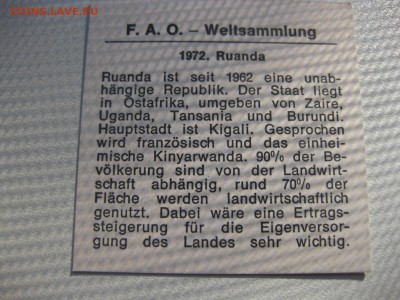 COINS.LAVE.RU
F. A. O. – Weltsammlung
1972. Ruanda
Ruanda ist seit 1962 eine unab-
hängige Republik. Der Staat liegt
in Ostafrika, umgeben von Zaire,
Uganda, Tansania und Burundi.
Hauptstadt ist Kigali. Gesprochen
wird französisch und das einhei-
mische Kinyarwanda. 90% der Be-
völkerung sind von der Landwirt-
schaft abhängig, rund 70% der
Fläche werden landwirtschaftlich
genutzt. Dabei wäre eine Ertrags-
steigerung für die Eigenversor-
gung des Landes sehr wichtig.